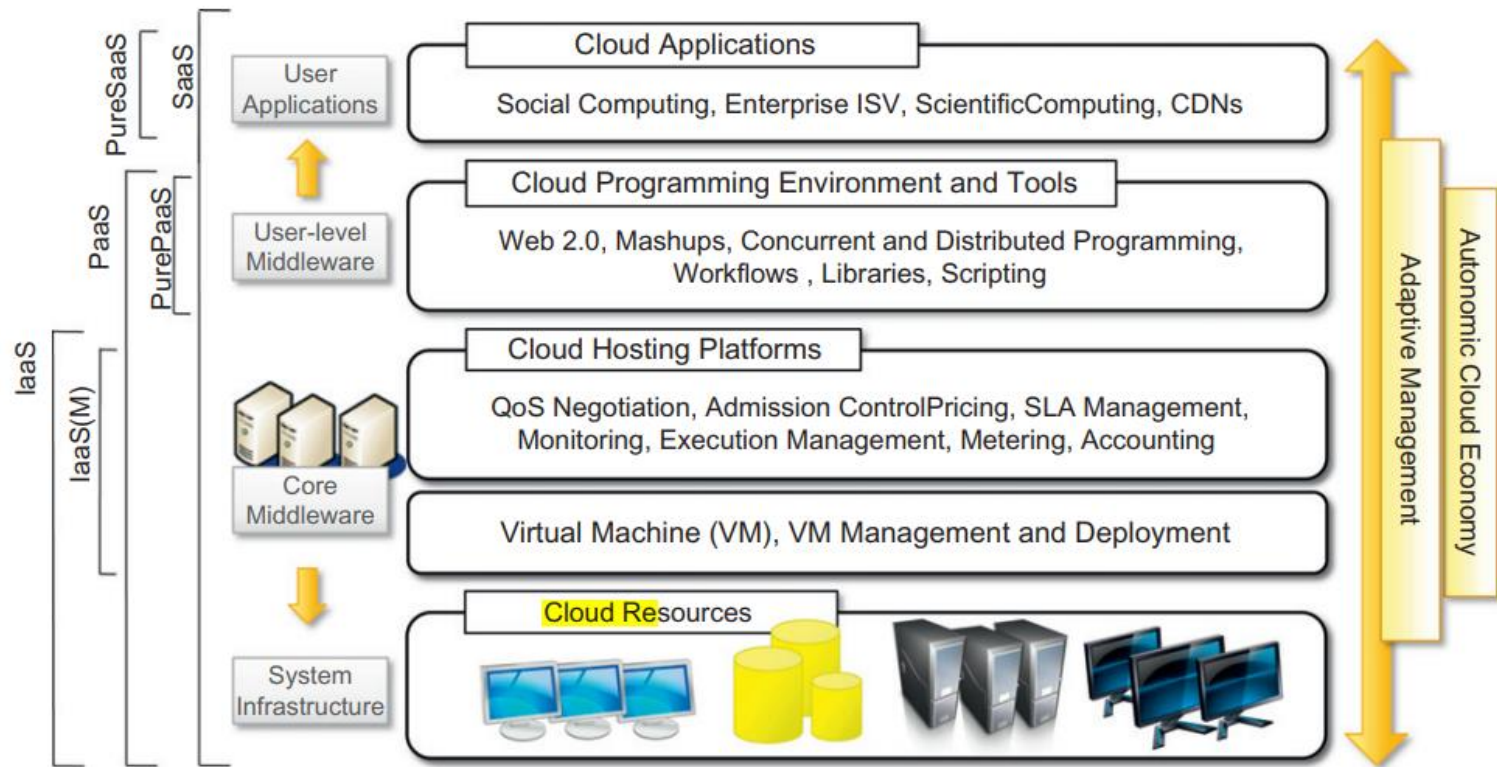 PureSaaS
SaaS
User
Applications
Cloud Applications
Social Computing, Enterprise ISV, ScientificComputing, CDNs
PaaS
PurePaaS
User-level
Middleware
Cloud Programming Environment and Tools
Web 2.0, Mashups, Concurrent and Distributed Programming,
Workflows , Libraries, Scripting
IaaS
IaaS(M)
Core
Middleware
Cloud Hosting Platforms
QoS Negotiation, Admission ControlPricing, SLA Management,
Monitoring, Execution Management, Metering, Accounting
Virtual Machine (VM), VM Management and Deployment
System
Infrastructure
Cloud Resources
Adaptive Management
Autonomic Cloud Economy